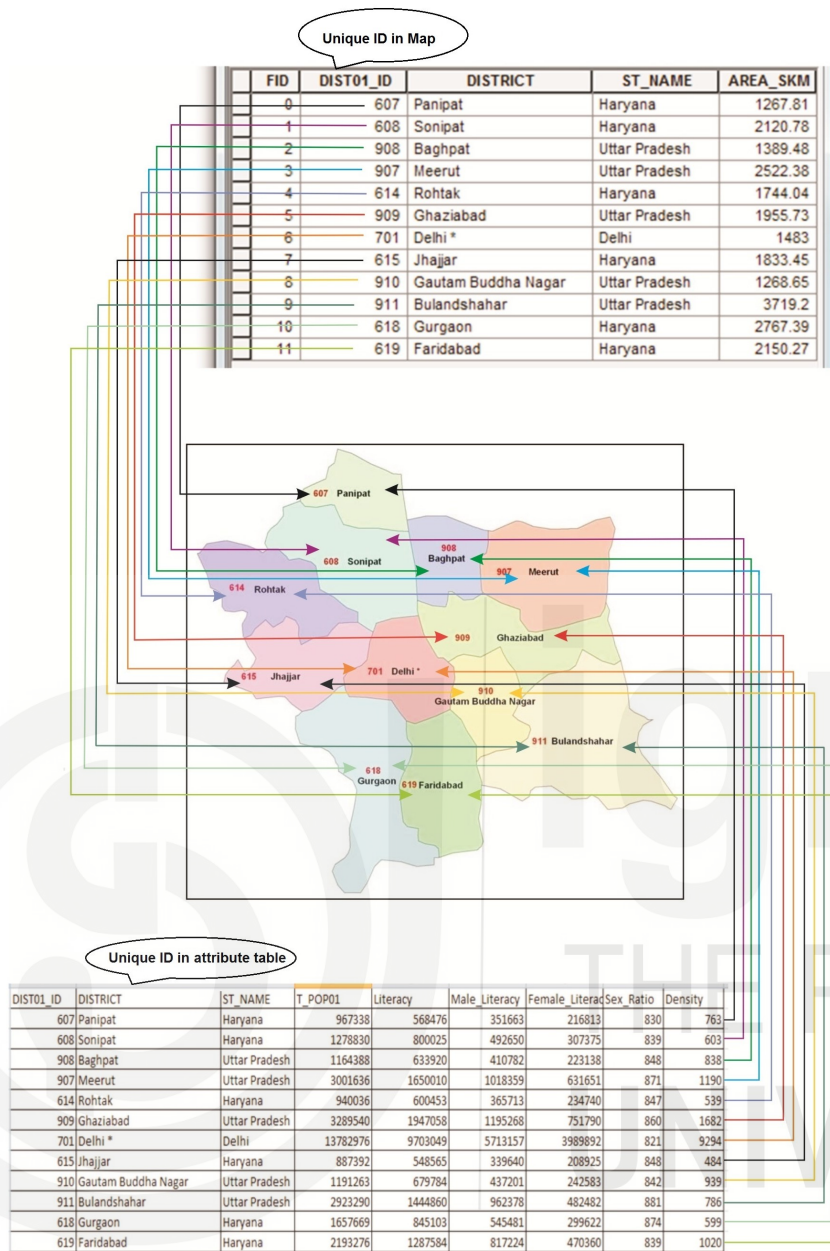 Unique ID in Map
FID DIST01_ID DISTRICT ST_NAME AREA_SKM
0 607 Panipat Haryana 1267.81
1 608 Sonipat Haryana 2120.78
2 908 Baghpat Uttar Pradesh 1389.48
3 907 Meerut Uttar Pradesh 2522.38
4 614 Rohtak Haryana 1744.04
5 909 Ghaziabad Uttar Pradesh 1955.73
6 701 Delhi * Delhi 1483
7 615 Jhajjar Haryana 1833.45
8 910 Gautam Buddha Nagar Uttar Pradesh 1268.65
9 911 Bulandshahar Uttar Pradesh 3719.2
10 618 Gurgaon Haryana 2767.39
11 619 Faridabad Haryana 2150.27
607 Panipat
908
Baghpat
608 Sonipat
907 Meerut
614 Rohtak
909 Ghaziabad
615 Jhajjar
701 Delhi *
910
Gautam Buddha Nagar
911 Bulandshahar
618
Gurgaon
619 Faridabad
ig
THE P
UNIV
Unique ID in attribute table
DIST01_ID DISTRICT ST_NAME T_POP01 Literacy Male_Literacy Female_Literac Sex_Ratio Density
607 Panipat Haryana 967338 568476 351663 216813 830 763
608 Sonipat Haryana 1278830 800025 492650 307375 839 603
908 Baghpat Uttar Pradesh 1164388 633920 410782 223138 848 838
907 Meerut Uttar Pradesh 3001636 1650010 1018359 631651 871 1190
614 Rohtak Haryana 940036 600453 365713 234740 847 539
909 Ghaziabad Uttar Pradesh 3289540 1947058 1195268 751790 860 1682
701 Delhi * Delhi 13782976 9703049 5713157 3989892 821 9294
615 Jhajjar Haryana 887392 548565 339640 208925 848 484
910 Gautam Buddha Nagar Uttar Pradesh 1191263 679784 437201 242583 842 939
911 Bulandshahar Uttar Pradesh 2923290 1444860 962378 482482 881 786
618 Gurgaon Haryana 1657669 845103 545481 299622 874 599
619 Faridabad Haryana 2193276 1287584 817224 470360 839 1020